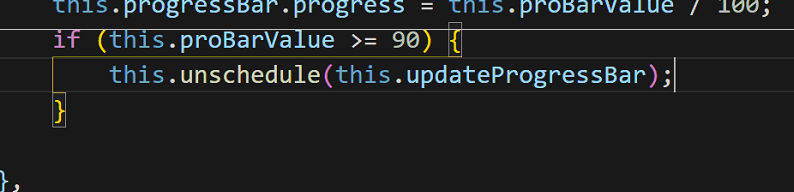 this.progressBar.progress = this.proBarValue / 100;
if (this.proBarValue >= 90) {
this.unschedule(this.updateProgressBar);
}
},